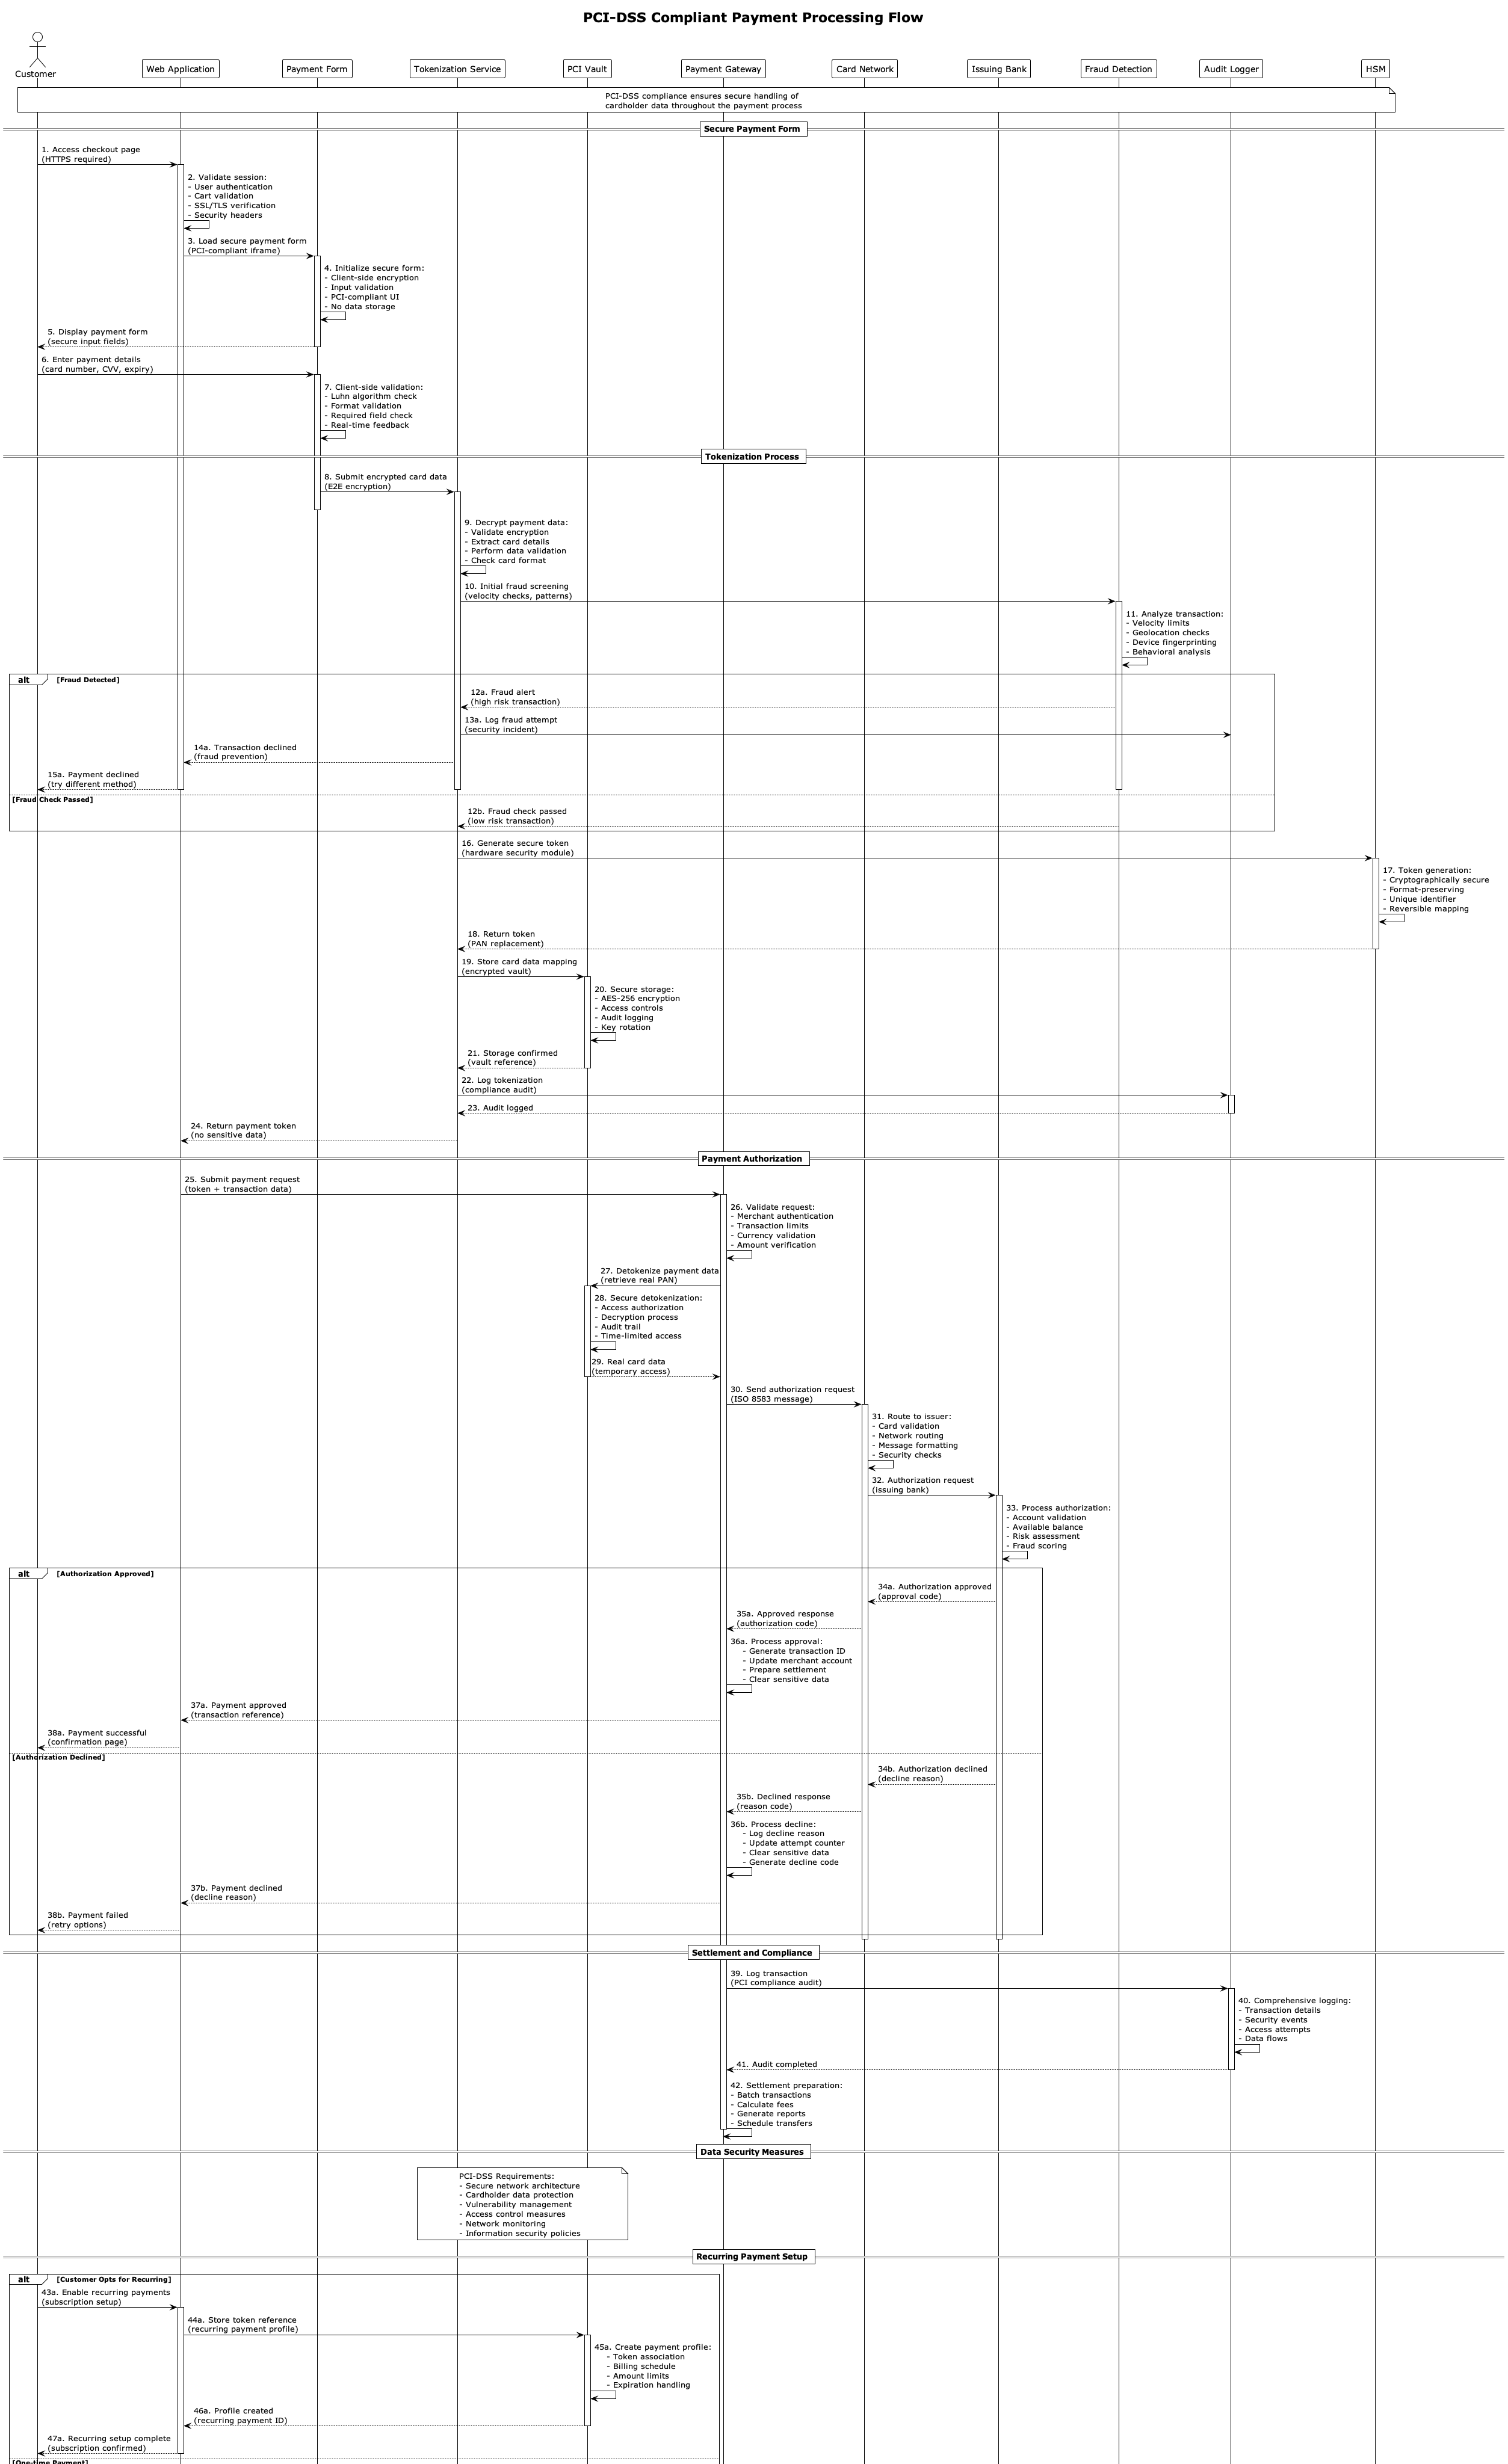 PCI-DSS Compliant Payment Processing Flow
Customer
Web Application
Payment Form
Tokenization Service
PCI Vault
Payment Gateway
Card Network
Issuing Bank
Fraud Detection
Audit Logger
HSM
PCI-DSS compliance ensures secure handling of
cardholder data throughout the payment process
Secure Payment Form
1. Access checkout page
(HTTPS required)
2. Validate session:
- User authentication
- Cart validation
- SSL/TLS verification
- Security headers
3. Load secure payment form
(PCI-compliant iframe)
4. Initialize secure form:
- Client-side encryption
- Input validation
- PCI-compliant UI
- No data storage
5. Display payment form
(secure input fields)
6. Enter payment details
(card number, CVV, expiry)
7. Client-side validation:
- Luhn algorithm check
- Format validation
- Required field check
- Real-time feedback
Tokenization Process
8. Submit encrypted card data
(E2E encryption)
9. Decrypt payment data:
- Validate encryption
- Extract card details
- Perform data validation
- Check card format
10. Initial fraud screening
(velocity checks, patterns)
11. Analyze transaction:
- Velocity limits
- Geolocation checks
- Device fingerprinting
- Behavioral analysis
alt [Fraud Detected]
12a. Fraud alert
(high risk transaction)
13a. Log fraud attempt
(security incident)
14a. Transaction declined
(fraud prevention)
15a. Payment declined
(try different method)
[Fraud Check Passed]
12b. Fraud check passed
(low risk transaction)
16. Generate secure token
(hardware security module)
17. Token generation:
- Cryptographically secure
- Format-preserving
- Unique identifier
- Reversible mapping
18. Return token
(PAN replacement)
19. Store card data mapping
(encrypted vault)
20. Secure storage:
- AES-256 encryption
- Access controls
- Audit logging
- Key rotation
21. Storage confirmed
(vault reference)
22. Log tokenization
(compliance audit)
23. Audit logged
24. Return payment token
(no sensitive data)
Payment Authorization
25. Submit payment request
(token + transaction data)
26. Validate request:
- Merchant authentication
- Transaction limits
- Currency validation
- Amount verification
27. Detokenize payment data
(retrieve real PAN)
28. Secure detokenization:
- Access authorization
- Decryption process
- Audit trail
- Time-limited access
29. Real card data
(temporary access)
30. Send authorization request
(ISO 8583 message)
31. Route to issuer:
- Card validation
- Network routing
- Message formatting
- Security checks
32. Authorization request
(issuing bank)
33. Process authorization:
- Account validation
- Available balance
- Risk assessment
- Fraud scoring
alt [Authorization Approved]
34a. Authorization approved
(approval code)
35a. Approved response
(authorization code)
36a. Process approval:
- Generate transaction ID
- Update merchant account
- Prepare settlement
- Clear sensitive data
37a. Payment approved
(transaction reference)
38a. Payment successful
(confirmation page)
[Authorization Declined]
34b. Authorization declined
(decline reason)
35b. Declined response
(reason code)
36b. Process decline:
- Log decline reason
- Update attempt counter
- Clear sensitive data
- Generate decline code
37b. Payment declined
(decline reason)
38b. Payment failed
(retry options)
Settlement and Compliance
39. Log transaction
(PCI compliance audit)
40. Comprehensive logging:
- Transaction details
- Security events
- Access attempts
- Data flows
41. Audit completed
42. Settlement preparation:
- Batch transactions
- Calculate fees
- Generate reports
- Schedule transfers
Data Security Measures
PCI-DSS Requirements:
- Secure network architecture
- Cardholder data protection
- Vulnerability management
- Access control measures
- Network monitoring
- Information security policies
Recurring Payment Setup
alt [Customer Opts for Recurring]
43a. Enable recurring payments
(subscription setup)
44a. Store token reference
(recurring payment profile)
45a. Create payment profile:
- Token association
- Billing schedule
- Amount limits
- Expiration handling
46a. Profile created
(recurring payment ID)
47a. Recurring setup complete
(subscription confirmed)
[One-time Payment]